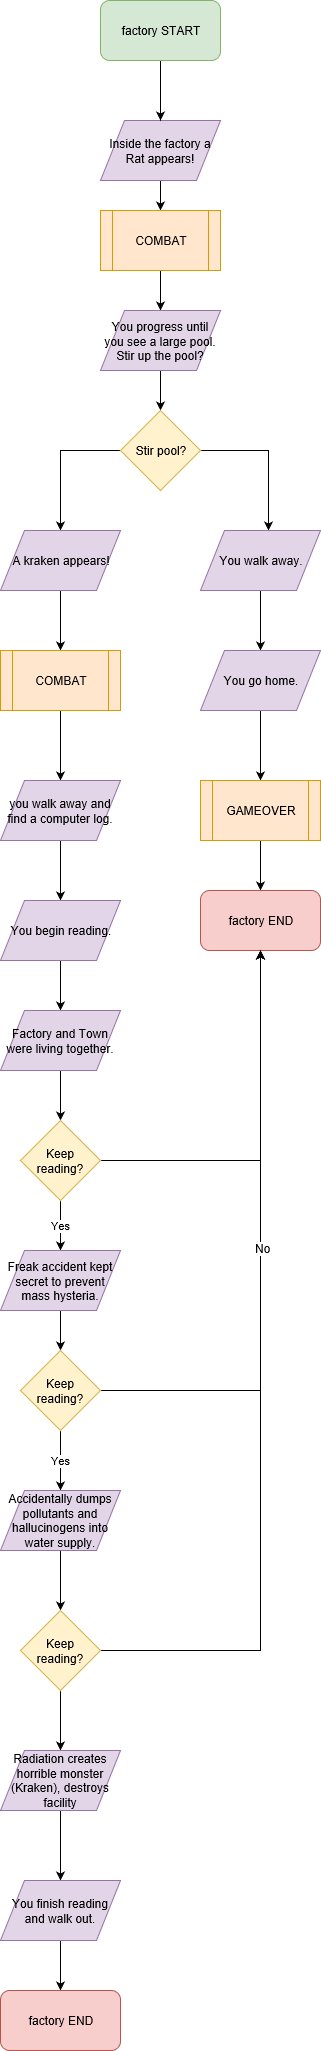 factory START
Inside the factory a
Rat appears!
COMBAT
You progress until
you see a large pool.
Stir up the pool?
Stir pool?
A kraken appears!
You walk away.
COMBAT
You go home.
you walk away and
find a computer log.
GAMEOVER
You begin reading.
factory END
Factory and Town
were living together.
Keep
reading?
Yes
No
Freak accident kept
secret to prevent
mass hysteria.
Keep
reading?
Yes
Accidentally dumps
pollutants and
hallucinogens into
water supply.
Keep
reading?
Radiation creates
horrible monster
(Kraken), destroys
facility
You finish reading
and walk out.
factory END